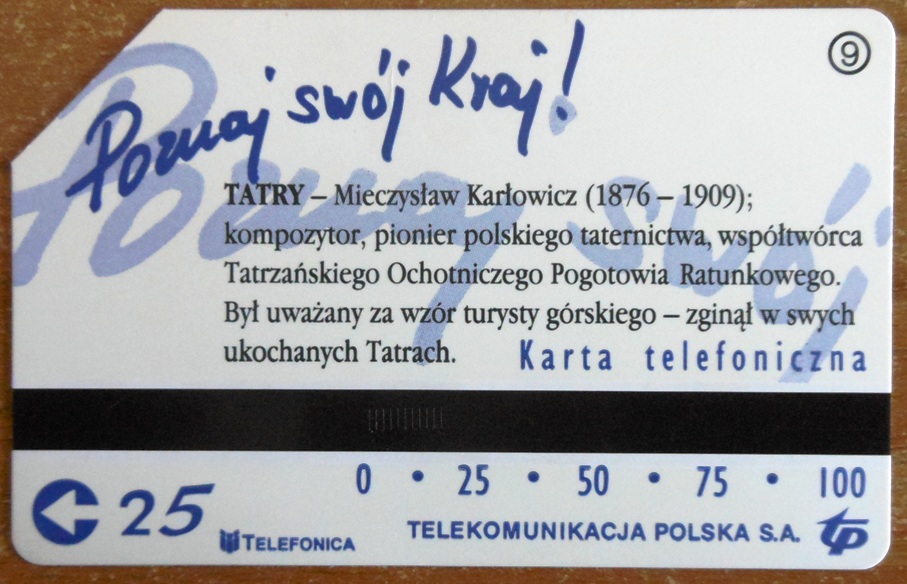 Poznaj swój Kraj!
9
Poznaj swój
TATRY – Mieczysław Karłowicz (1876 – 1909);
kompozytor, pionier polskiego taternictwa, współtwórca
Tatrzańskiego Ochotniczego Pogotowia Ratunkowego.
Był uważany za wzór turysty górskiego – zginął w swych
ukochanych Tatrach.
Karta telefoniczna
0 • 25 • 50 • 75 • 100
25
TELEFONICA
TELEKOMUNIKACJA POLSKA S.A. tp